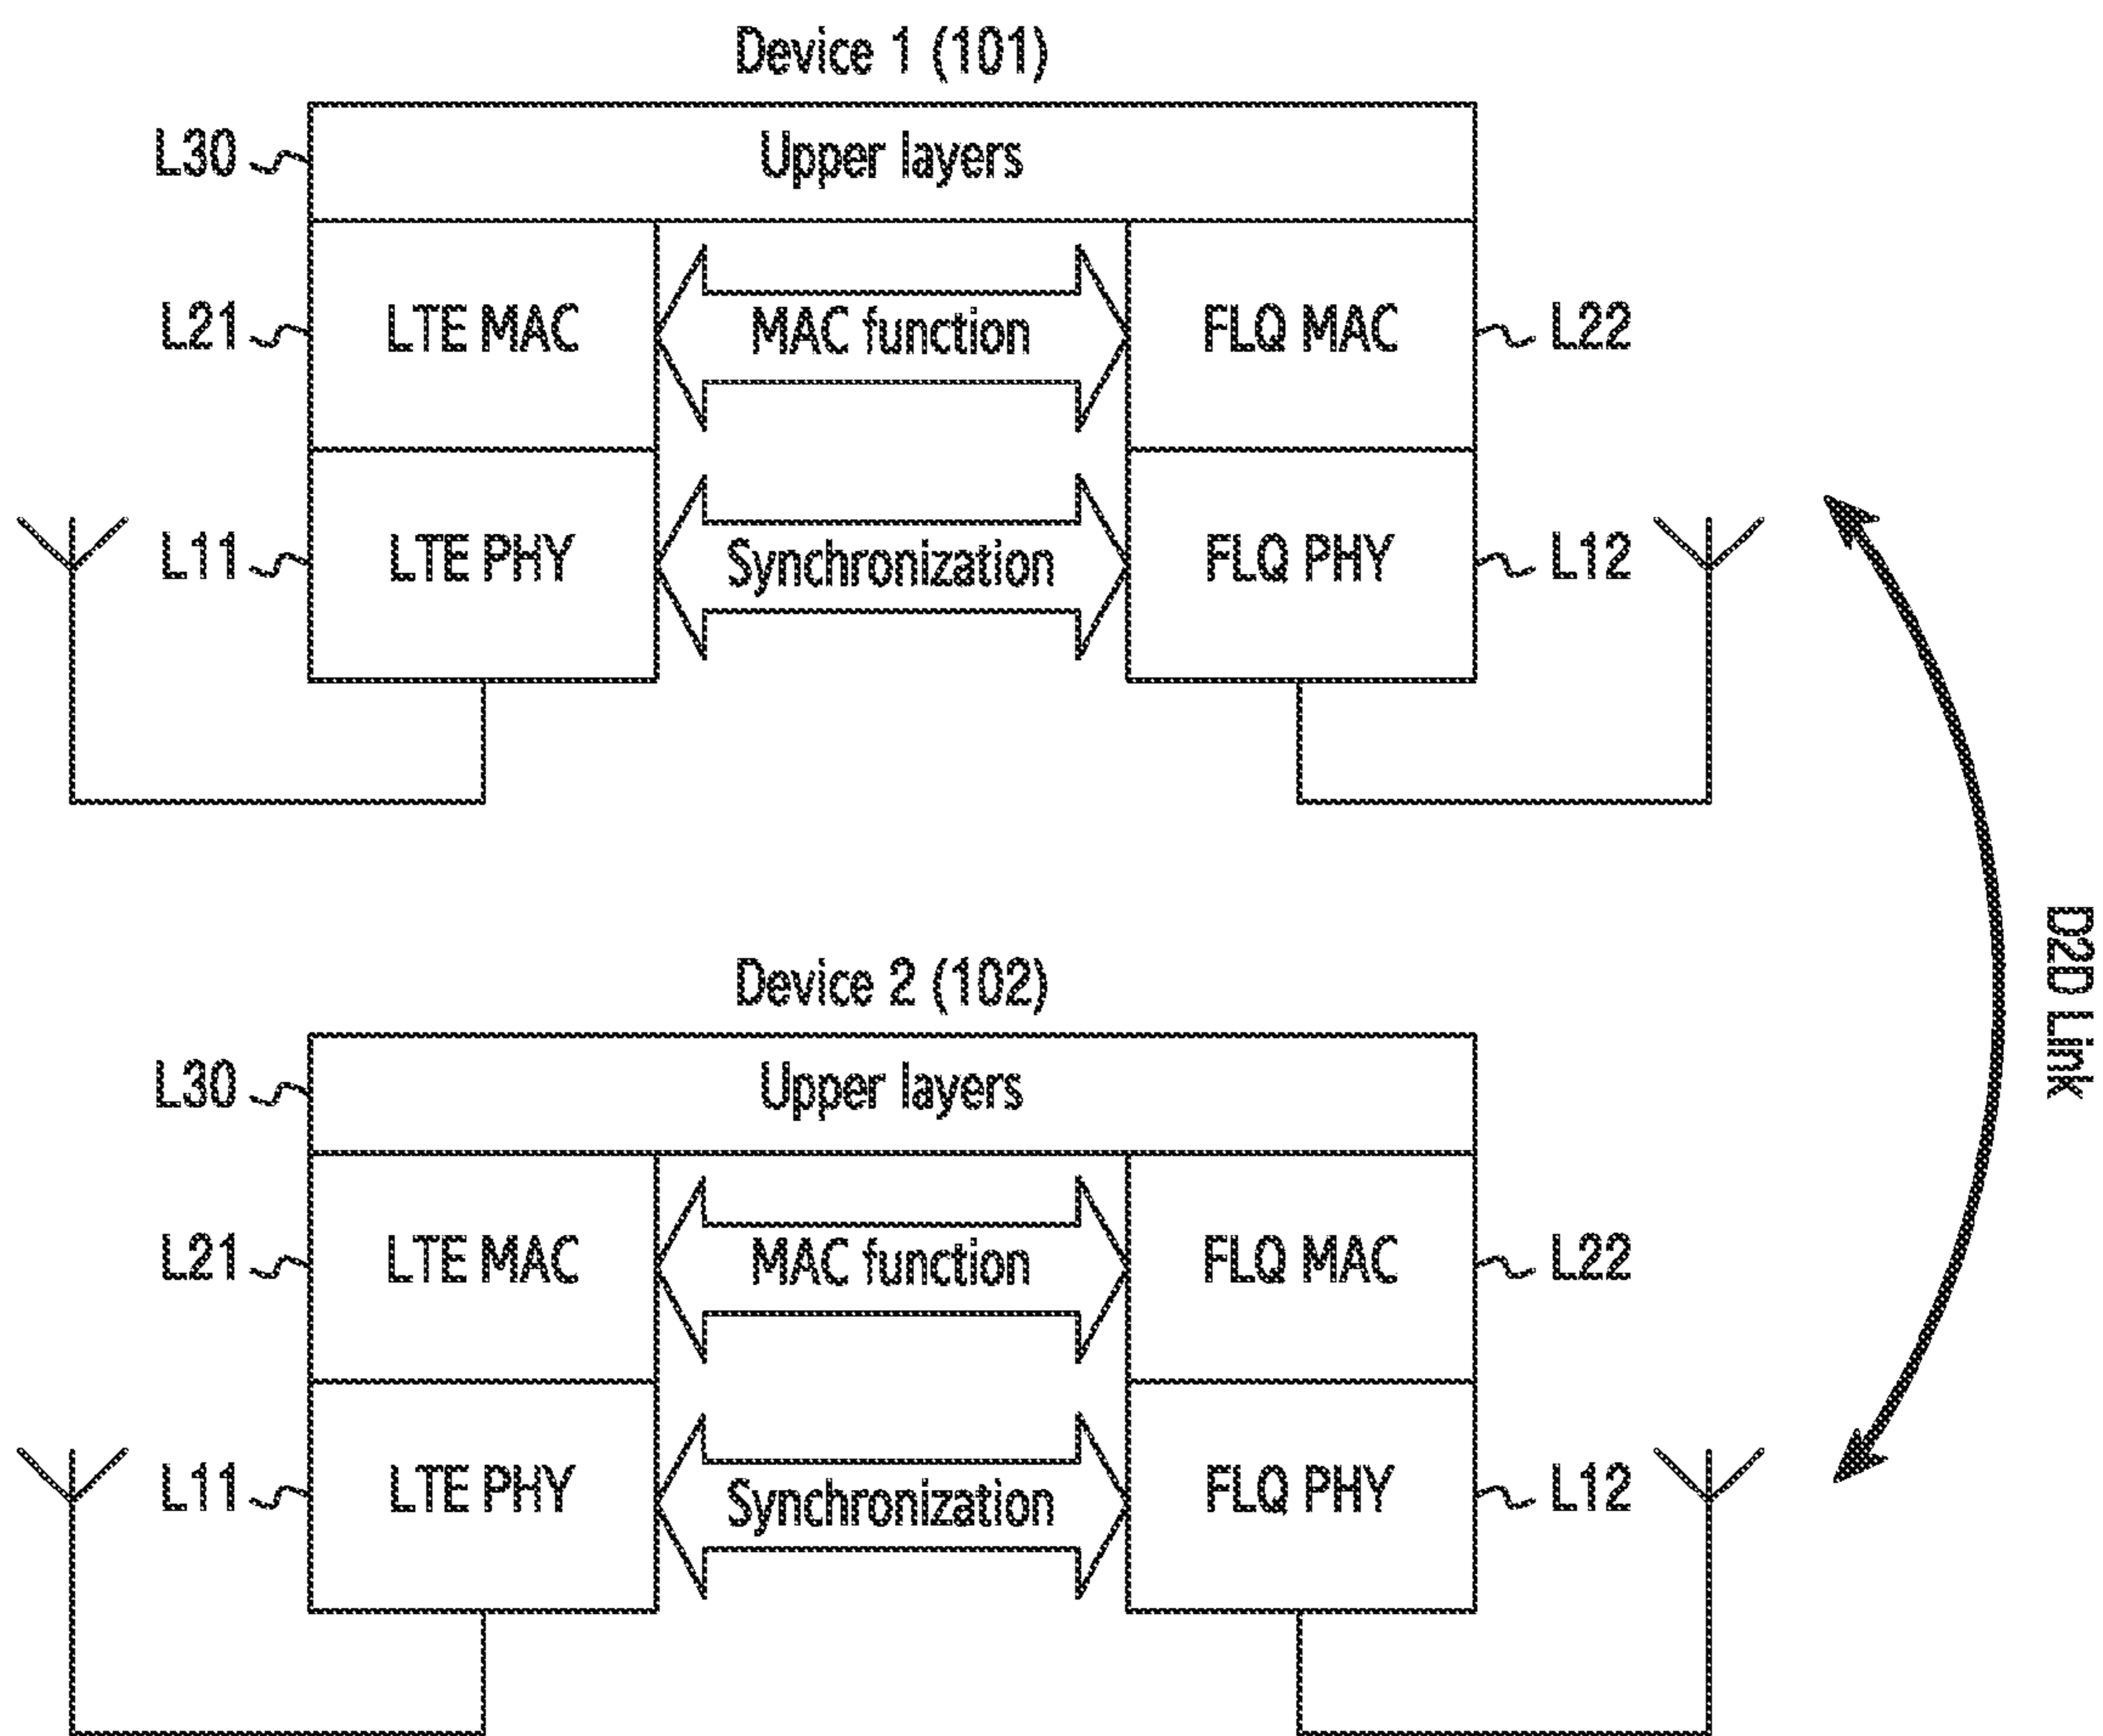 Device 1 (101)
L30
Upper layers
L21
LTE MAC
MAC function
FLQ MAC
L22
L11
LTE PHY
Synchronization
FLQ PHY
L12
D2D Link
Device 2 (102)
L30
Upper layers
L21
LTE MAC
MAC function
FLQ MAC
L22
L11
LTE PHY
Synchronization
FLQ PHY
L12